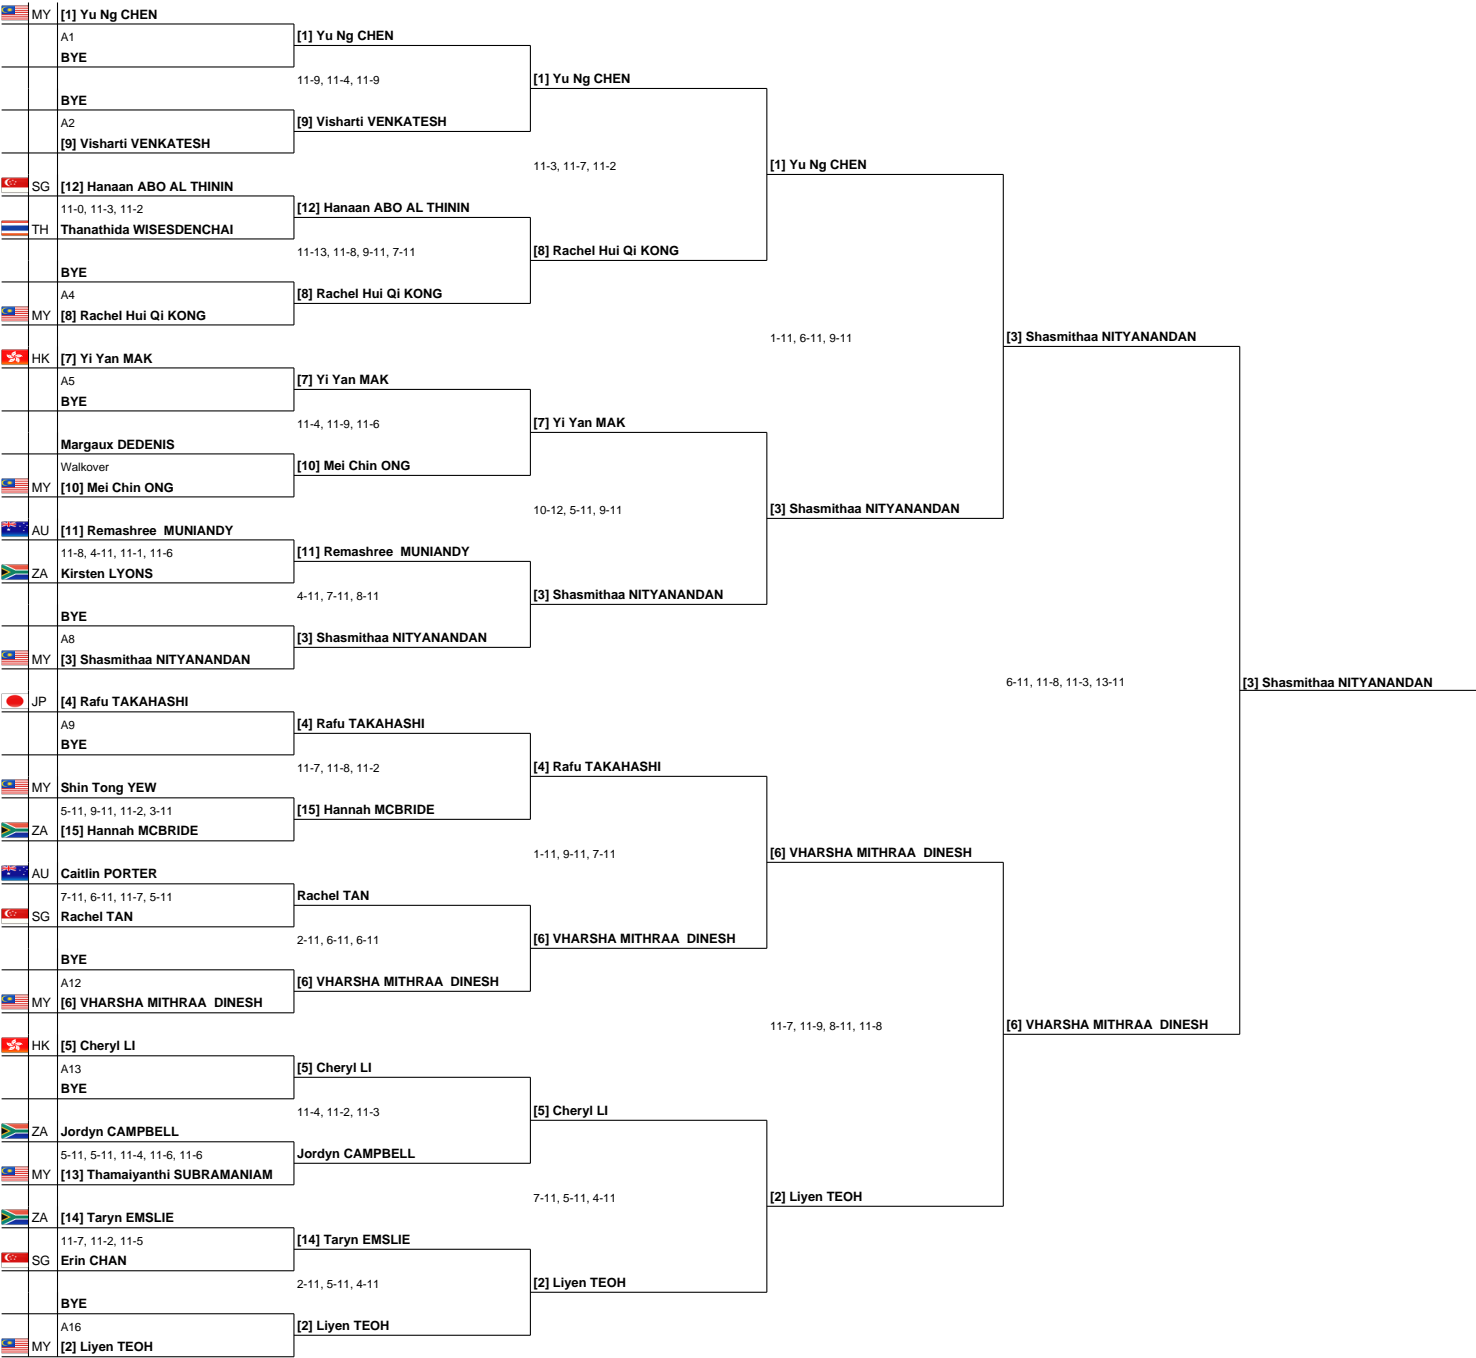 MY [1] Yu Ng CHEN
A1
BYE
BYE
A2
[9] Visharti VENKATESH
SG [12] Hanaan ABO AL THININ
11-0, 11-3, 11-2
TH Thanathida WISESDENCHAI
BYE
A4
MY [8] Rachel Hui Qi KONG
HK [7] Yi Yan MAK
A5
BYE
Margaux DEDENIS
Walkover
MY [10] Mei Chin ONG
AU [11] Remashree  MUNIANDY
11-8, 4-11, 11-1, 11-6
ZA Kirsten LYONS
BYE
A8
MY [3] Shasmithaa NITYANANDAN
JP [4] Rafu TAKAHASHI
A9
BYE
MY Shin Tong YEW
5-11, 9-11, 11-2, 3-11
ZA [15] Hannah MCBRIDE
AU Caitlin PORTER
7-11, 6-11, 11-7, 5-11
SG Rachel TAN
BYE
A12
MY [6] VHARSHA MITHRAA  DINESH
HK [5] Cheryl LI
A13
BYE
ZA Jordyn CAMPBELL
5-11, 5-11, 11-4, 11-6, 11-6
MY [13] Thamaiyanthi SUBRAMANIAM
ZA [14] Taryn EMSLIE
11-7, 11-2, 11-5
SG Erin CHAN
BYE
A16
MY [2] Liyen TEOH
[1] Yu Ng CHEN
11-9, 11-4, 11-9
[9] Visharti VENKATESH
[12] Hanaan ABO AL THININ
11-13, 11-8, 9-11, 7-11
[8] Rachel Hui Qi KONG
[7] Yi Yan MAK
11-4, 11-9, 11-6
[10] Mei Chin ONG
[11] Remashree  MUNIANDY
4-11, 7-11, 8-11
[3] Shasmithaa NITYANANDAN
[4] Rafu TAKAHASHI
11-7, 11-8, 11-2
[15] Hannah MCBRIDE
Rachel TAN
2-11, 6-11, 6-11
[6] VHARSHA MITHRAA  DINESH
[5] Cheryl LI
11-4, 11-2, 11-3
Jordyn CAMPBELL
[14] Taryn EMSLIE
2-11, 5-11, 4-11
[2] Liyen TEOH
[1] Yu Ng CHEN
11-3, 11-7, 11-2
[8] Rachel Hui Qi KONG
[7] Yi Yan MAK
10-12, 5-11, 9-11
[3] Shasmithaa NITYANANDAN
[4] Rafu TAKAHASHI
1-11, 9-11, 7-11
[6] VHARSHA MITHRAA  DINESH
[5] Cheryl LI
7-11, 5-11, 4-11
[2] Liyen TEOH
[1] Yu Ng CHEN
1-11, 6-11, 9-11
[3] Shasmithaa NITYANANDAN
[6] VHARSHA MITHRAA  DINESH
11-7, 11-9, 8-11, 11-8
[2] Liyen TEOH
[3] Shasmithaa NITYANANDAN
6-11, 11-8, 11-3, 13-11
[6] VHARSHA MITHRAA  DINESH
[3] Shasmithaa NITYANANDAN